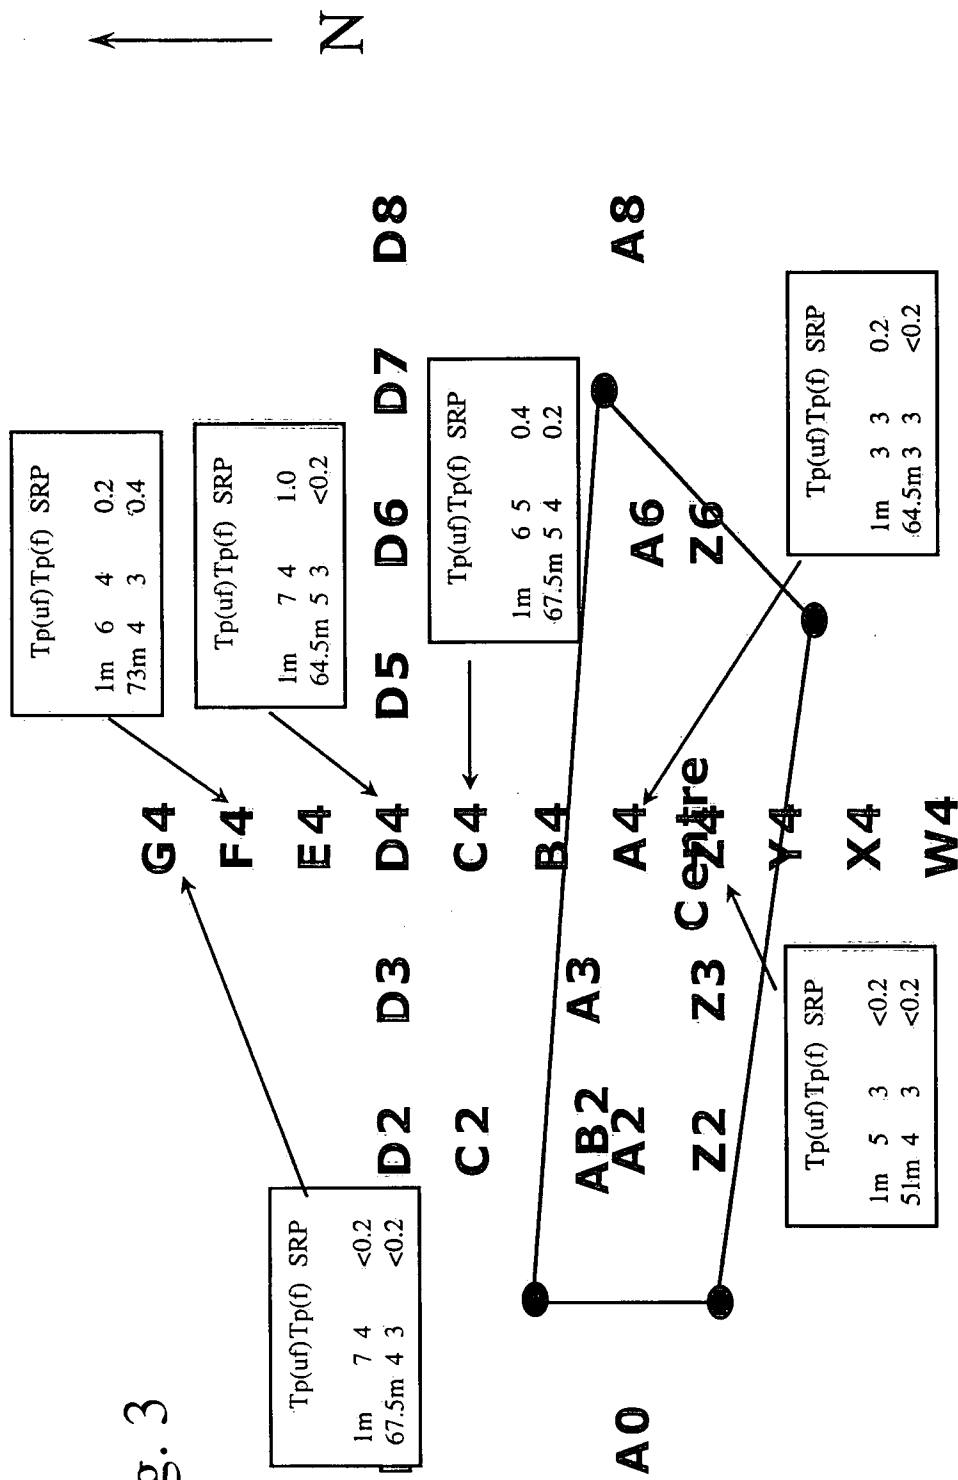 g. 3
N
Tp(uf)Tp(f) SRP
1m 6 4 0.2
73m 4 3 0.4
Tp(uf)Tp(f) SRP
1m 7 4 1.0
64.5m 5 3 <0.2
Tp(uf)Tp(f) SRP
1m 7 4 <0.2
67.5m 4 3 <0.2
G4
F4
E4
D2 D3 D4 D5 D6 D7 D8
Tp(uf)Tp(f) SRP
1m 6 5 0.4
67.5m 5 4 0.2
C2 C4
B4
AB2 A3
A0 A2 A4 A6 A8
Centre
Z2 Z3 Z4 Z6
Y4
X4
W4
Tp(uf)Tp(f) SRP
1m 5 3 <0.2
51m 4 3 <0.2
Tp(uf)Tp(f) SRP
1m 3 3 0.2
64.5m 3 3 <0.2